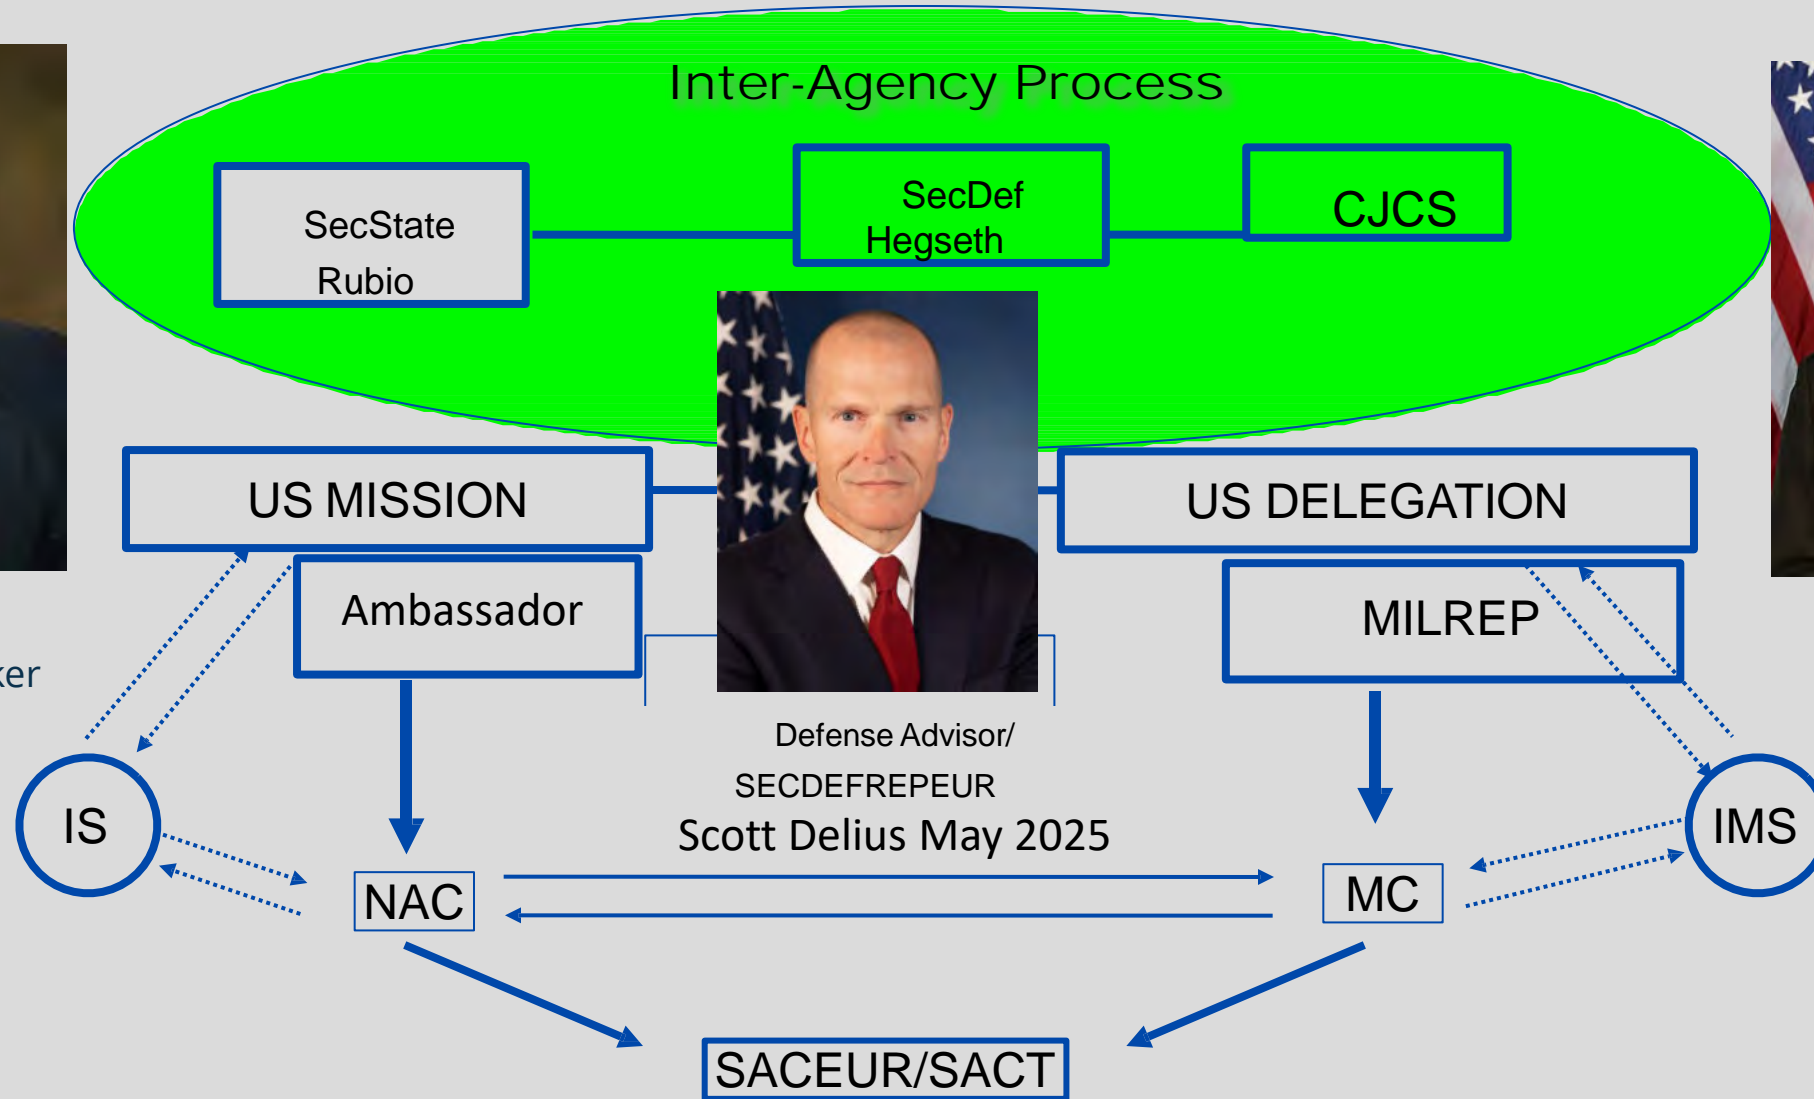 Inter-Agency Process
SecState
Rubio
SecDef
Hegseth
CJCS
US MISSION
US DELEGATION
Ambassador
MILREP
ker
Defense Advisor/
SECDEFREPEUR
Scott Delius May 2025
IS
IMS
NAC
MC
SACEUR/SACT